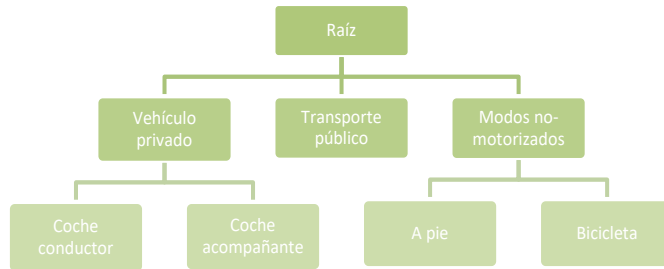 Raíz
Vehículo
privado
Transporte
público
Modos no-
motorizados
Coche
conductor
Coche
acompañante
A pie
Bicicleta